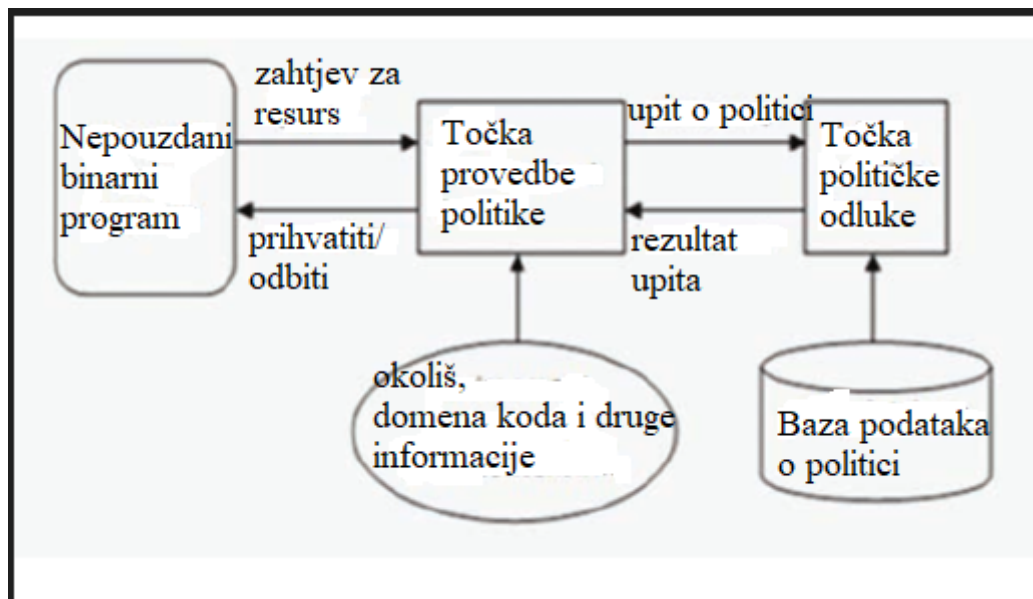 zahtjev za
resurs
Nepouzdani
binarni
program
prihvatiti/
odbiti
Točka
provedbe
politike
upit o politici
rezultat
upita
Točka
političke
odluke
okoliš,
domena koda i druge
informacije
Baza podataka
o politici